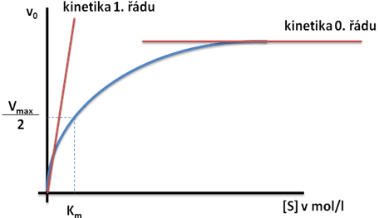 v₀
kinetika 1. řádu
kinetika 0. řádu
Vmax
2
Km
[S] v mol/l